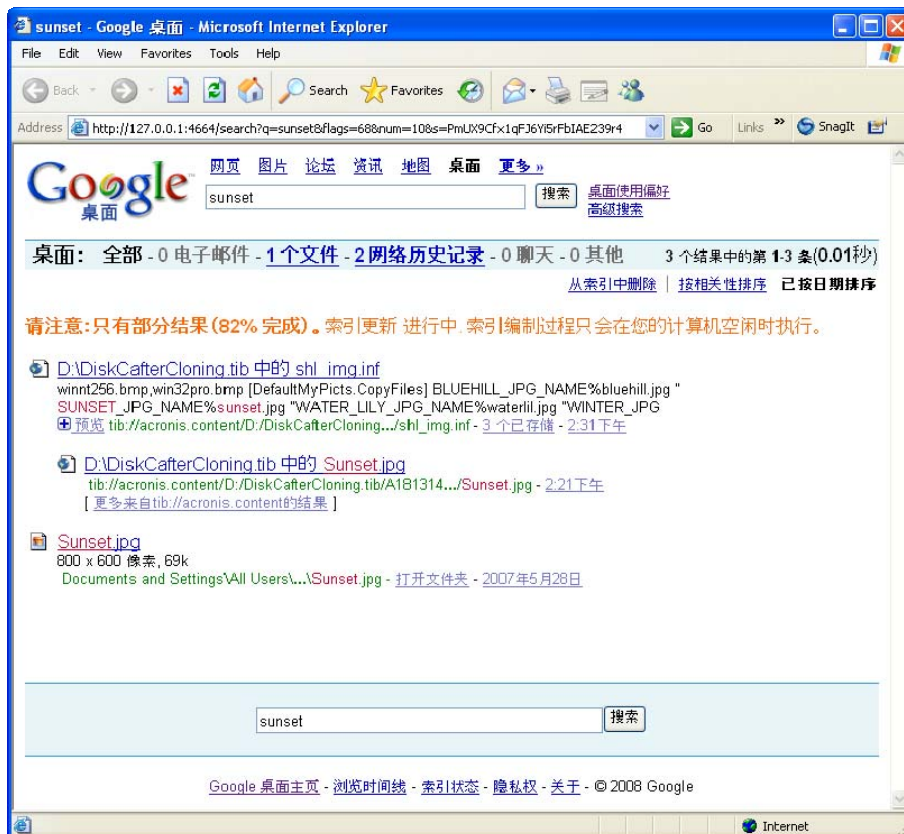 sunset - Google 桌面 - Microsoft Internet Explorer
File Edit View Favorites Tools Help
Back Search Favorites
Address http://127.0.0.1:4664/search?q=sunset&flags=68&num=10&s=PmUX9Cfx1qFJ6Yi5rFbIAE239r4 Go Links » SnagIt
Google 桌面
网页 图片 论坛 资讯 地图 桌面 更多 »
sunset 搜索 桌面使用偏好
高级搜索
桌面: 全部 - 0 电子邮件 - 1 个文件 - 2 网络历史记录 - 0 聊天 - 0 其他 3 个结果中的第 1-3 条(0.01秒)
从索引中删除 | 按相关性排序 已按日期排序
请注意:只有部分结果(82% 完成)。索引更新 进行中. 索引编制过程只会在您的计算机空闲时执行。
D:\DiskCafterCloning.tib 中的 shl_img.inf
winnt256.bmp,win32pro.bmp [DefaultMyPicts.CopyFiles] BLUEHILL_JPG_NAME%bluehill.jpg "
SUNSET_JPG_NAME%sunset.jpg "WATER_LILY_JPG_NAME%waterlil.jpg "WINTER_JPG
预览 tib://acronis.content/D:/DiskCafterCloning.../shl_img.inf - 3 个已存储 - 2:31下午
D:\DiskCafterCloning.tib 中的 Sunset.jpg
tib://acronis.content/D:/DiskCafterCloning.tib/A181314.../Sunset.jpg - 2:21下午
[ 更多来自tib://acronis.content的结果 ]
Sunset.jpg
800 x 600 像素, 69k
Documents and Settings\All Users\...\Sunset.jpg - 打开文件夹 - 2007年5月28日
sunset 搜索
Google 桌面主页 - 浏览时间线 - 索引状态 - 隐私权 - 关于 - © 2008 Google
Internet